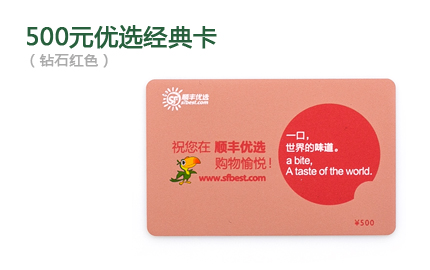 500元优选经典卡
（钻石红色）
顺丰优选
sfbest.com
祝您在 顺丰优选
购物愉悦！
www.sfbest.com
一口，
世界的味道。
a bite,
A taste of the world.
¥500